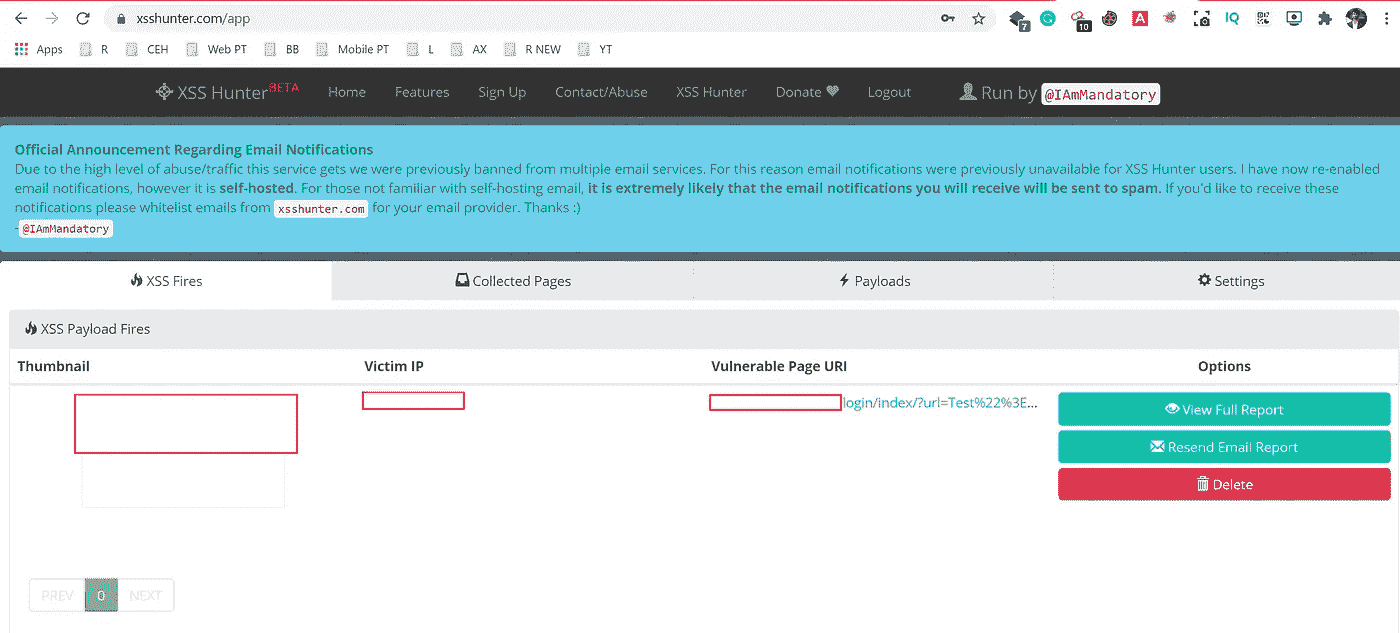 xsshunter.com/app
7
10
A
IQ
Apps R CEH Web PT BB Mobile PT L AX R NEW YT
XSS Hunter BETA Home Features Sign Up Contact/Abuse XSS Hunter Donate Logout Run by @IAmMandatory
Official Announcement Regarding Email Notifications
Due to the high level of abuse/traffic this service gets we were previously banned from multiple email services. For this reason email notifications were previously unavailable for XSS Hunter users. I have now re-enabled
email notifications, however it is self-hosted. For those not familiar with self-hosting email, it is extremely likely that the email notifications you will receive will be sent to spam. If you'd like to receive these
notifications please whitelist emails from xsshunter.com for your email provider. Thanks :)
-@IAmMandatory
XSS Fires Collected Pages Payloads Settings
XSS Payload Fires
Thumbnail Victim IP Vulnerable Page URI Options
login/index/?url=Test%22%3E...
View Full Report
Resend Email Report
Delete
PREV 0 NEXT